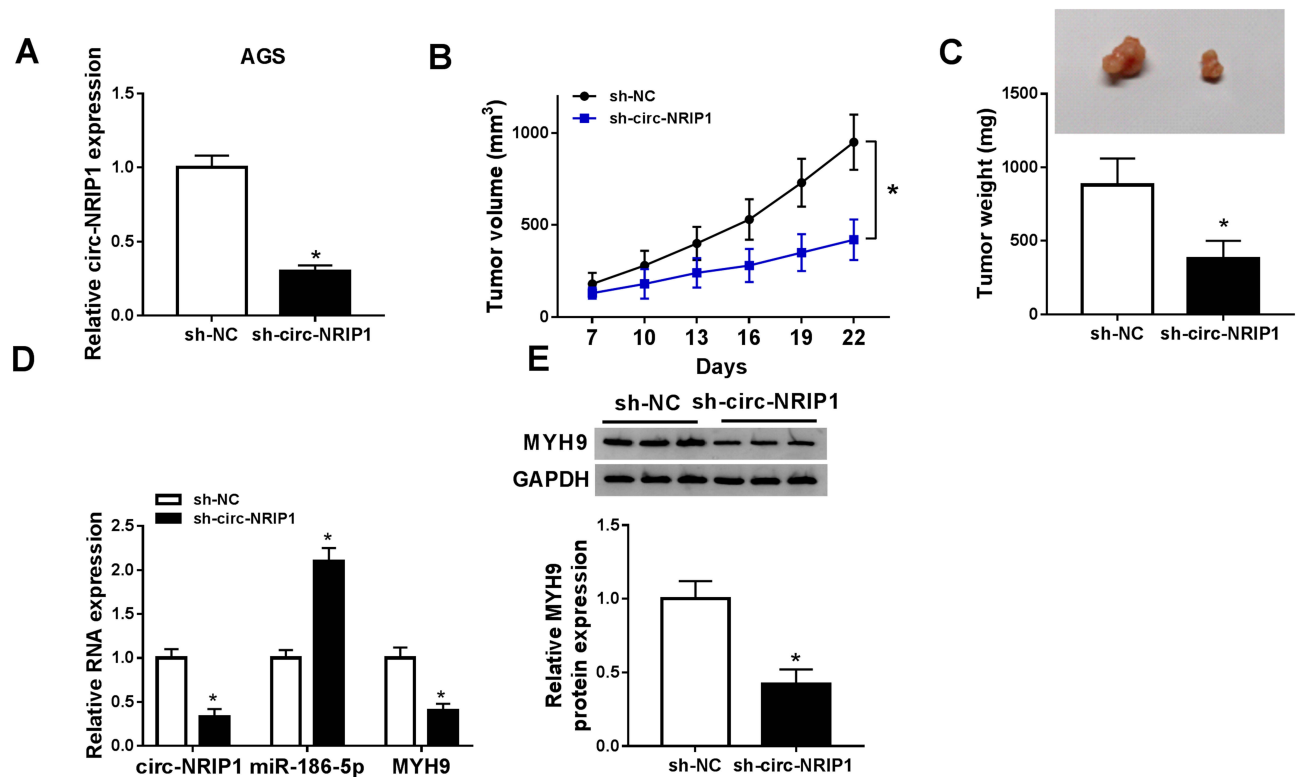 A
AGS
Relative circ-NRIP1 expression
1.5
1.0
0.5
0.0
sh-NC
sh-circ-NRIP1
*
B
sh-NC
sh-circ-NRIP1
Tumor volume (mm³)
1000
500
0
*
7 10 13 16 19 22
Days
C
Tumor weight (mg)
1500
1000
500
0
*
sh-NC
sh-circ-NRIP1
D
sh-NC
sh-circ-NRIP1
Relative RNA expression
2.5
2.0
1.5
1.0
0.5
0.0
*
*
*
circ-NRIP1 miR-186-5p MYH9
E
sh-NC sh-circ-NRIP1
MYH9
GAPDH
Relative MYH9
protein expression
1.5
1.0
0.5
0.0
*
sh-NC sh-circ-NRIP1